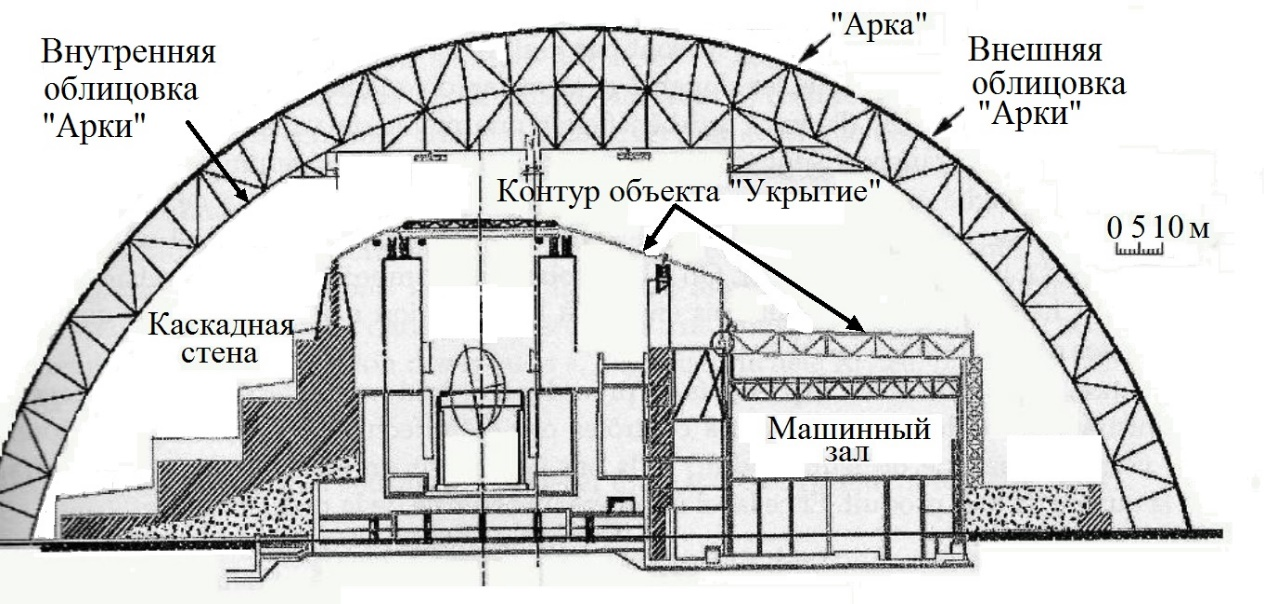 "Арка"
Внутренняя
облицовка
"Арки"
Внешняя
облицовка
"Арки"
Контур объекта "Укрытие"
0 5 10 м
Каскадная
стена
Машинный
зал